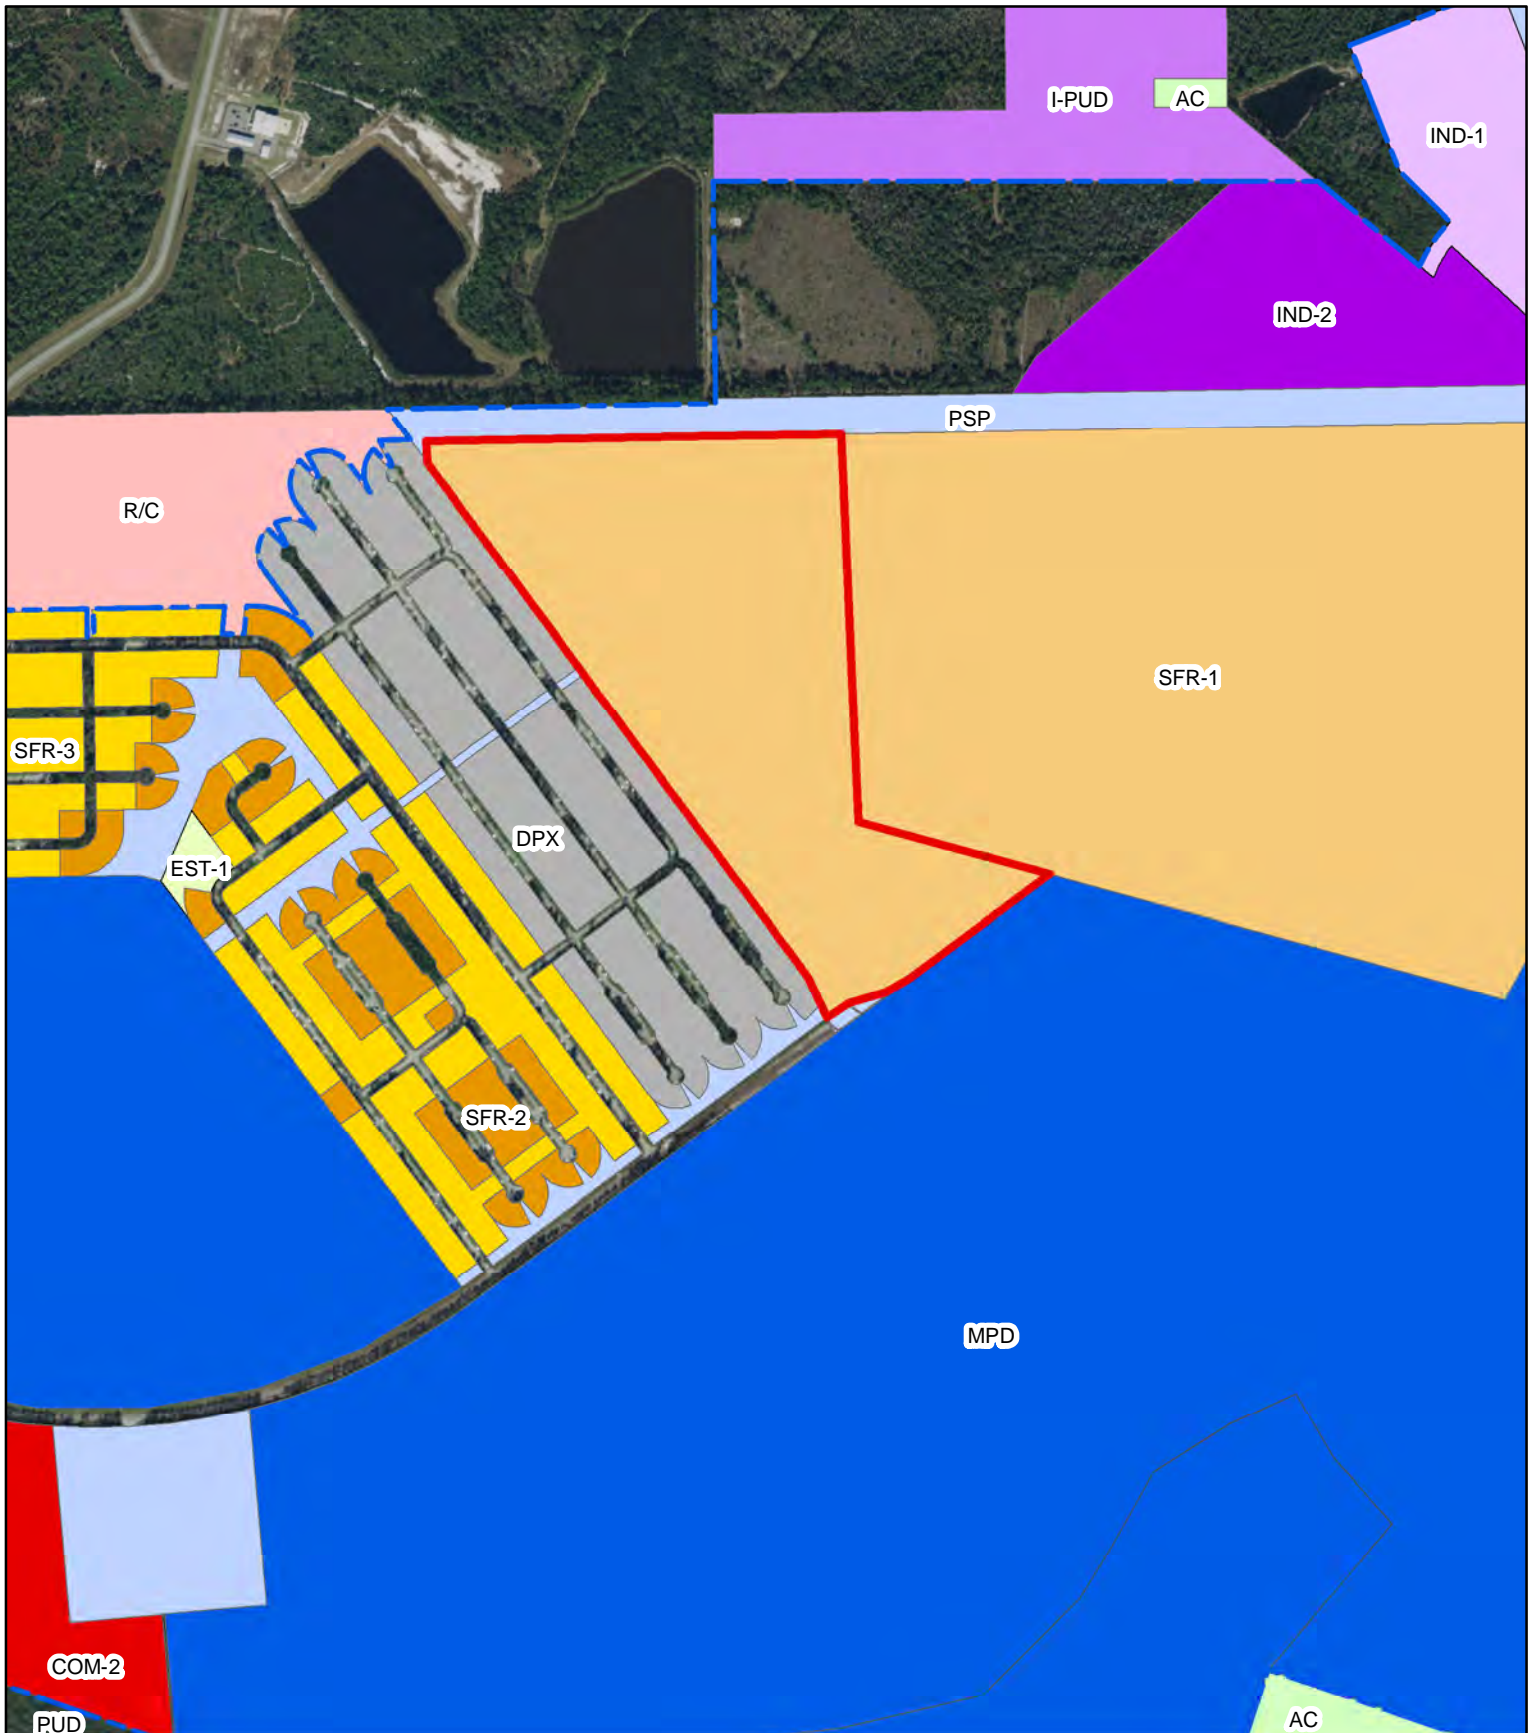 I-PUD
AC
IND-1
IND-2
PSP
R/C
SFR-1
SFR-3
DPX
EST-1
SFR-2
MPD
COM-2
PUD
AC